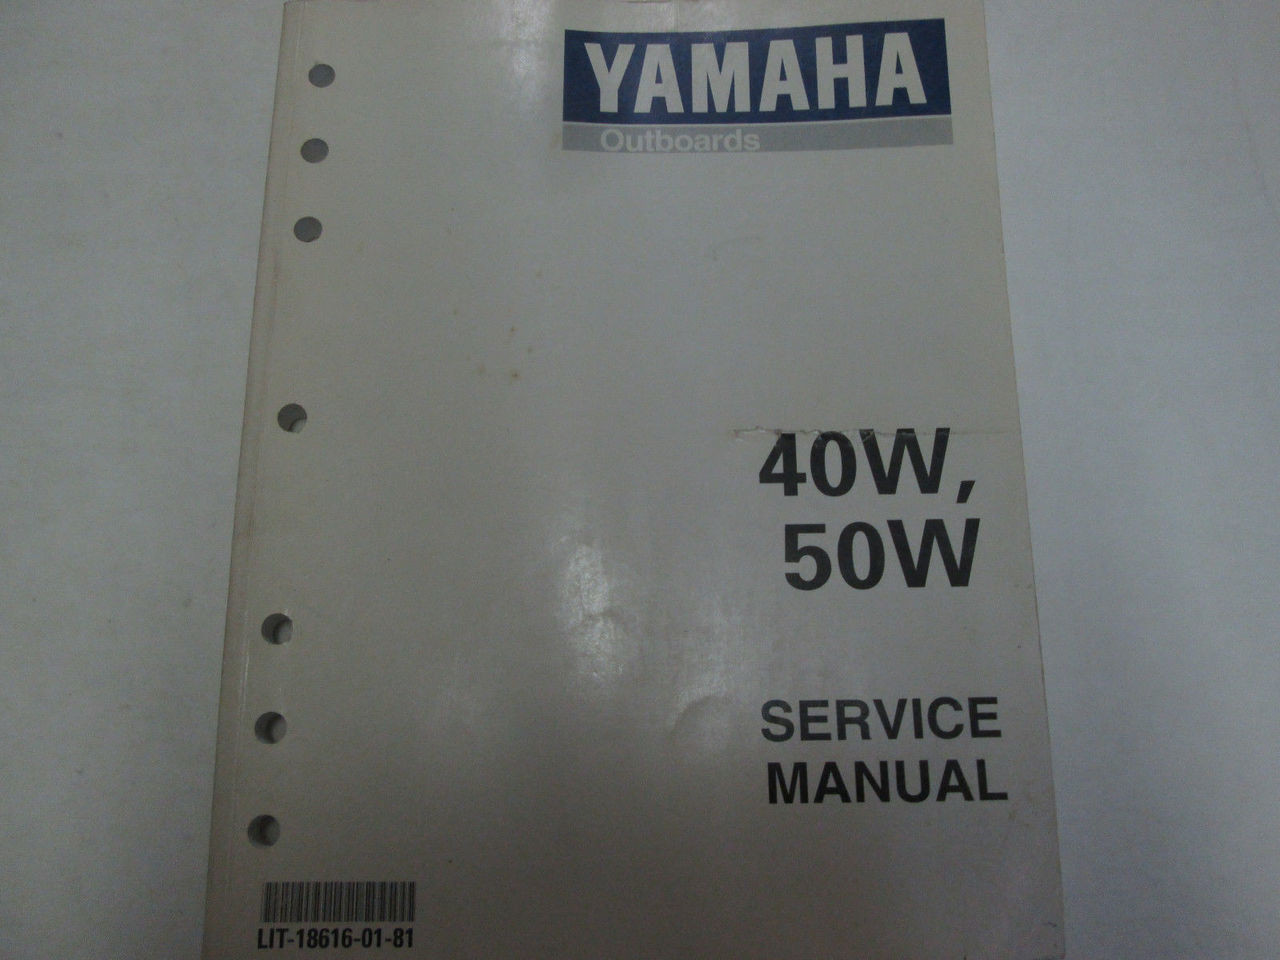 YAMAHA
Outboards
40W,
50W
SERVICE
MANUAL
LIT-18616-01-81